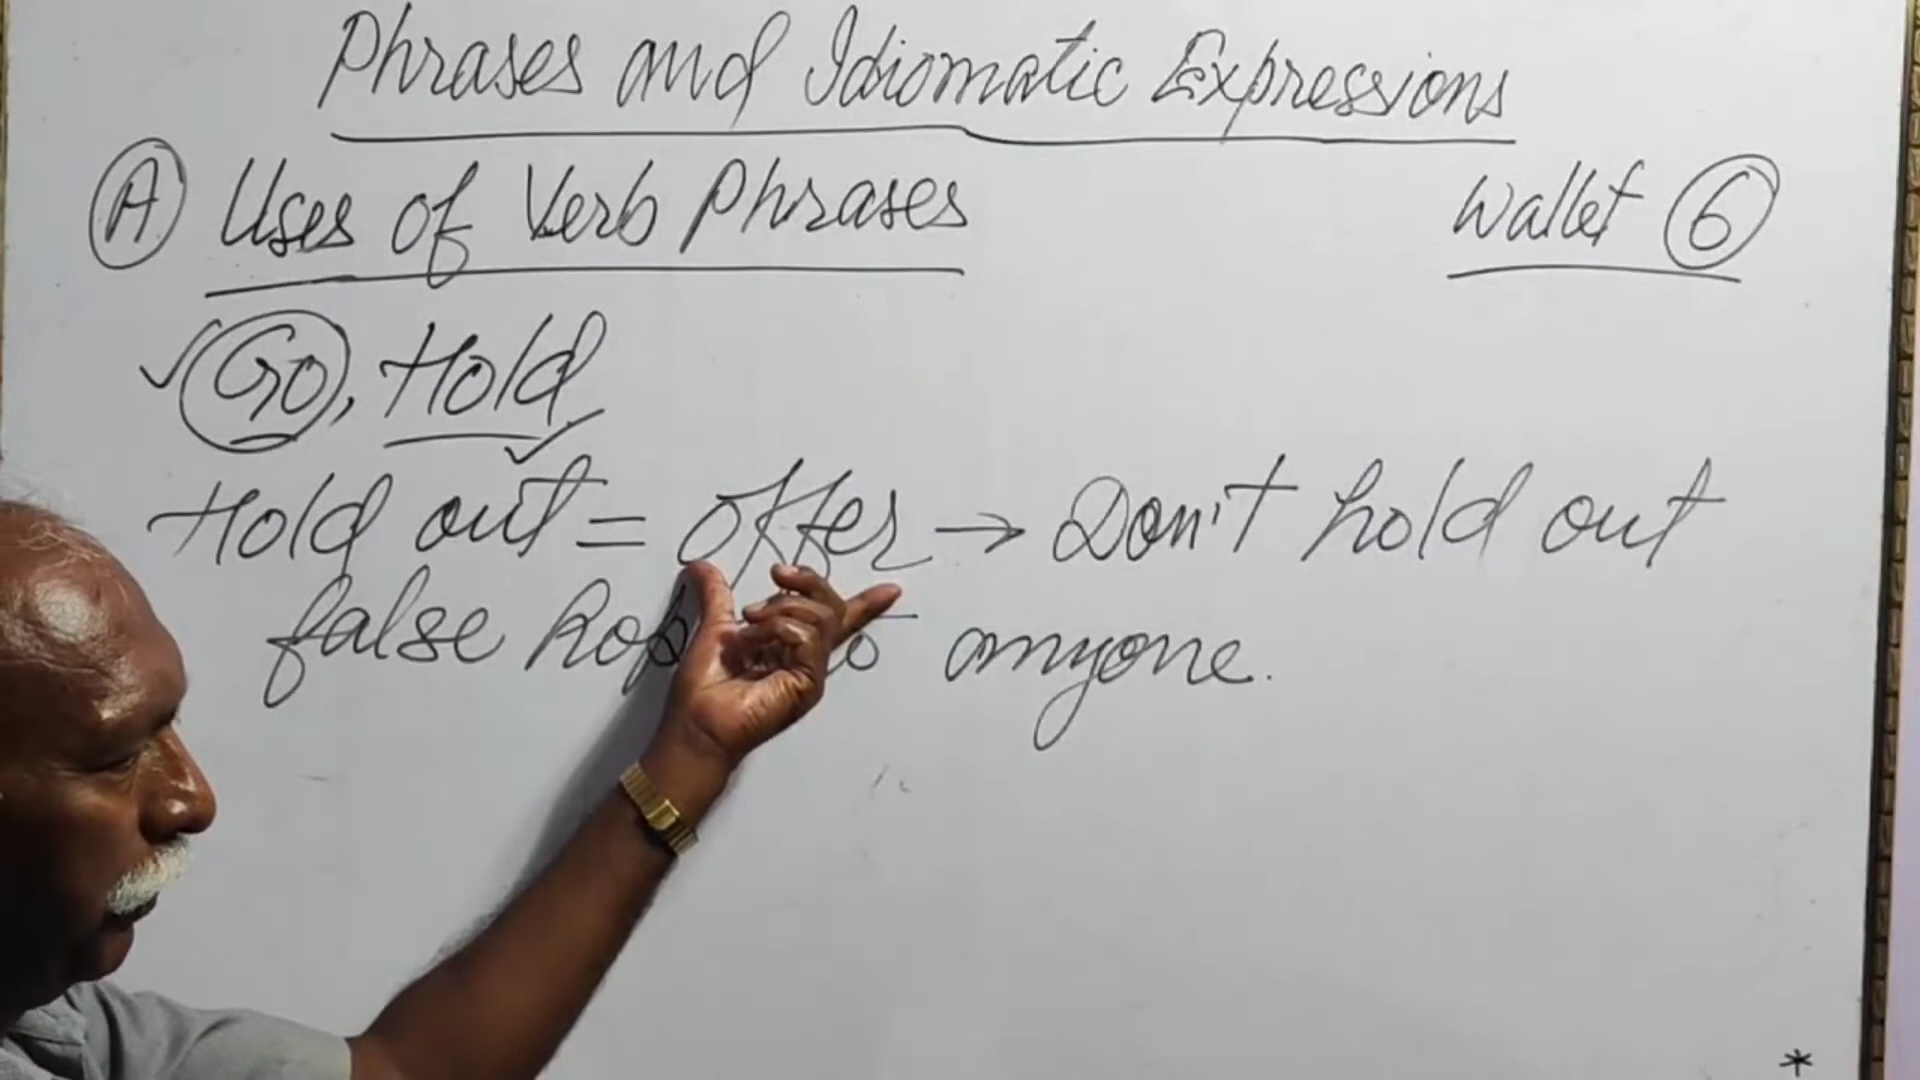 Phrases and Idiomatic Expressions
A Uses of Verb Phrases
Wallet 6
Go, Hold
Hold out = offer → Don't hold out
false to anyone.